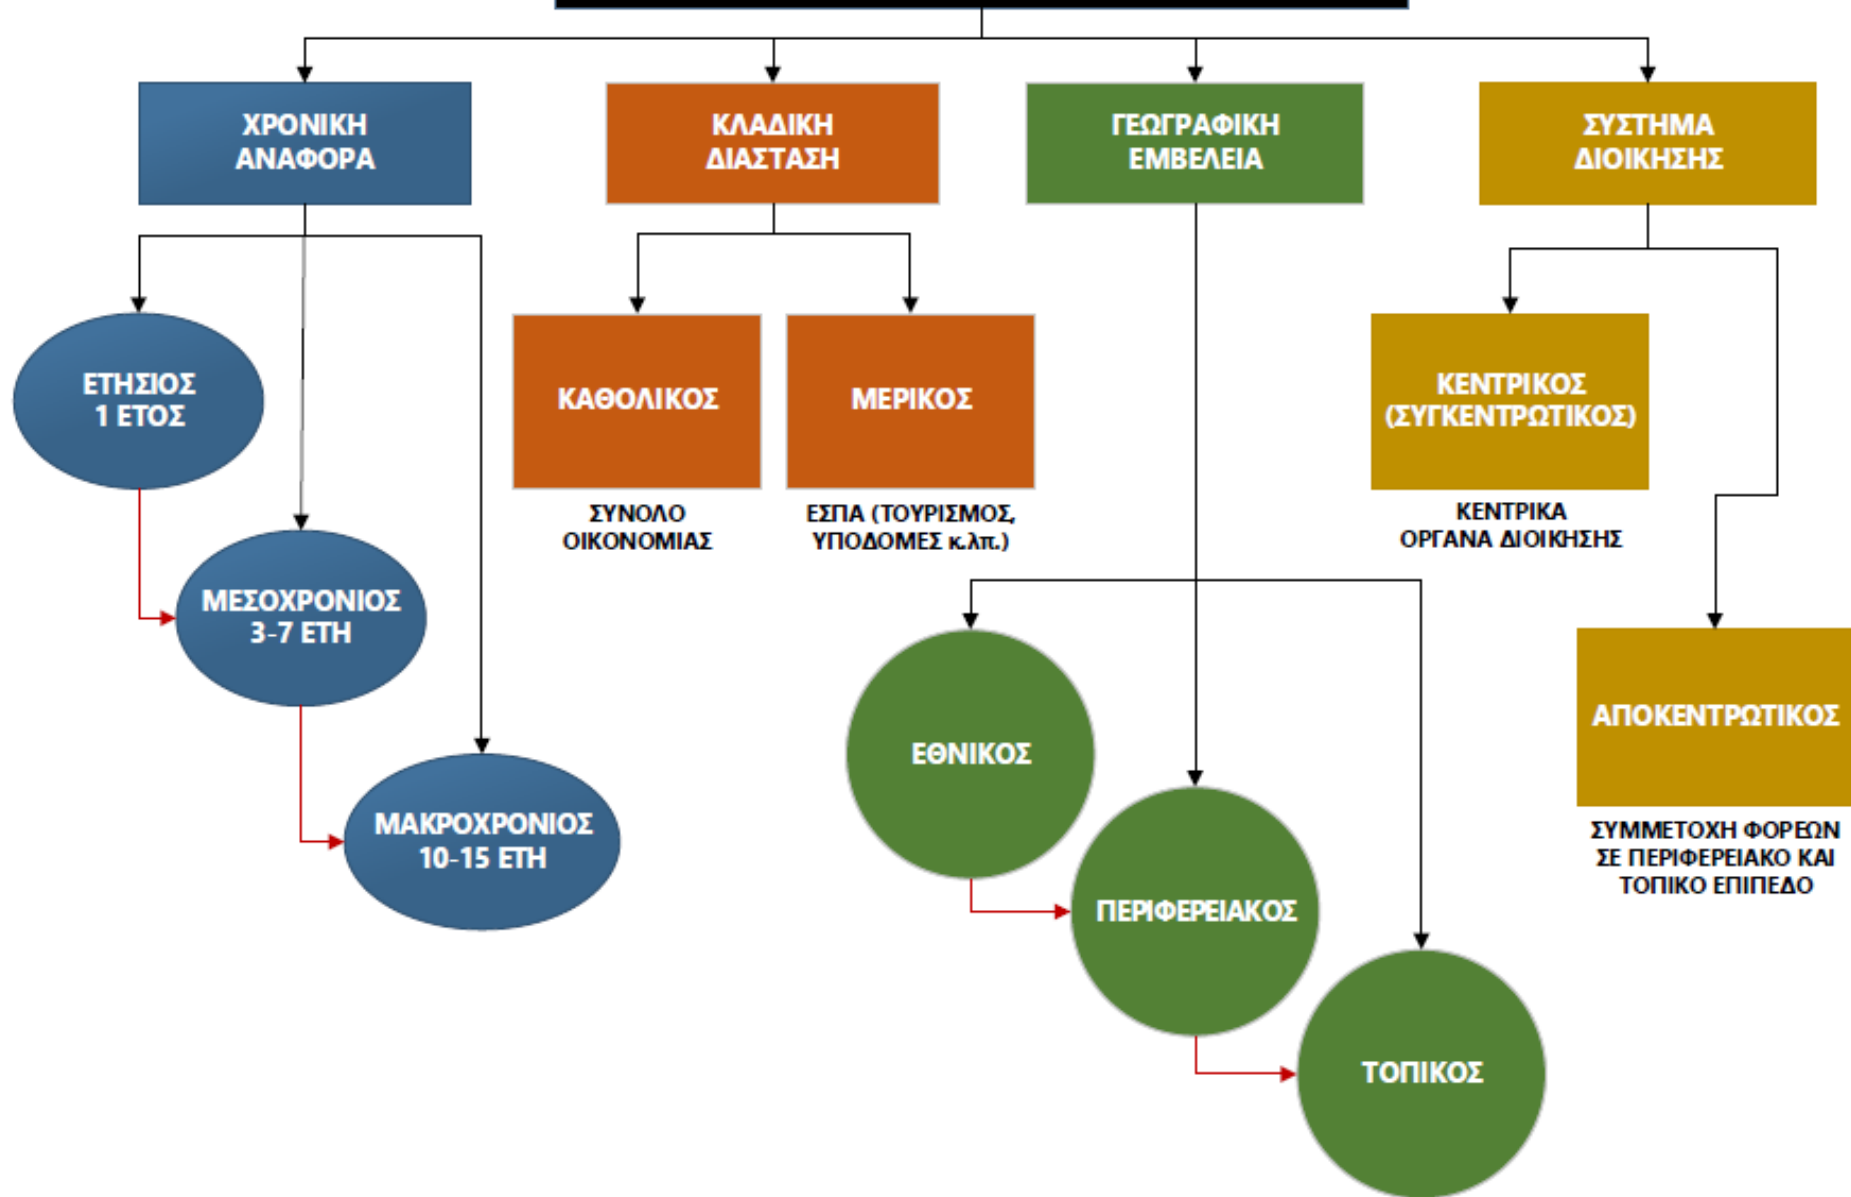 ΧΡΟΝΙΚΗ
ΑΝΑΦΟΡΑ
ΚΛΑΔΙΚΗ
ΔΙΑΣΤΑΣΗ
ΓΕΩΓΡΑΦΙΚΗ
ΕΜΒΕΛΕΙΑ
ΣΥΣΤΗΜΑ
ΔΙΟΙΚΗΣΗΣ
ΕΤΗΣΙΟΣ
1 ΕΤΟΣ
ΜΕΣΟΧΡΟΝΙΟΣ
3-7 ΕΤΗ
ΜΑΚΡΟΧΡΟΝΙΟΣ
10-15 ΕΤΗ
ΚΑΘΟΛΙΚΟΣ
ΣΥΝΟΛΟ
ΟΙΚΟΝΟΜΙΑΣ
ΜΕΡΙΚΟΣ
ΕΣΠΑ (ΤΟΥΡΙΣΜΟΣ,
ΥΠΟΔΟΜΕΣ κ.λπ.)
ΕΘΝΙΚΟΣ
ΠΕΡΙΦΕΡΕΙΑΚΟΣ
ΤΟΠΙΚΟΣ
ΚΕΝΤΡΙΚΟΣ
(ΣΥΓΚΕΝΤΡΩΤΙΚΟΣ)
ΚΕΝΤΡΙΚΑ
ΟΡΓΑΝΑ ΔΙΟΙΚΗΣΗΣ
ΑΠΟΚΕΝΤΡΩΤΙΚΟΣ
ΣΥΜΜΕΤΟΧΗ ΦΟΡΕΩΝ
ΣΕ ΠΕΡΙΦΕΡΕΙΑΚΟ ΚΑΙ
ΤΟΠΙΚΟ ΕΠΙΠΕΔΟ